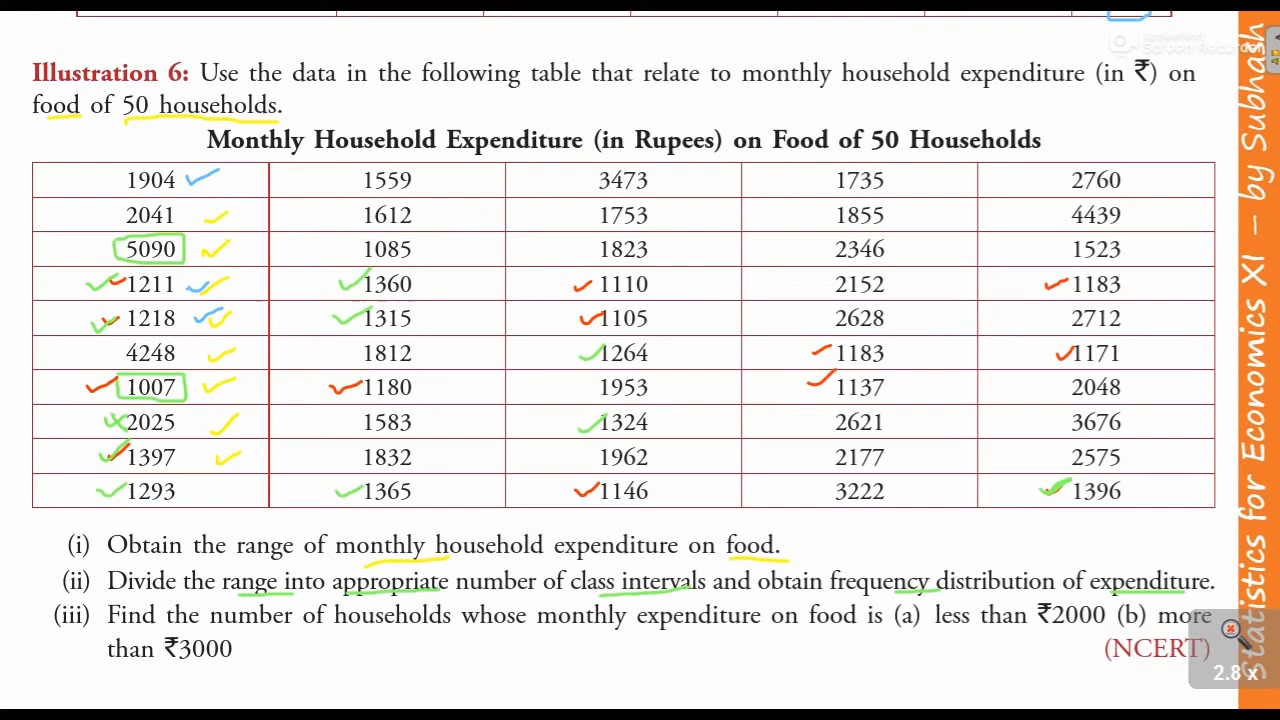 Illustration 6: Use the data in the following table that relate to monthly household expenditure (in ₹) on
food of 50 households.
Monthly Household Expenditure (in Rupees) on Food of 50 Households
1904 1559 3473 1735 2760
2041 1612 1753 1855 4439
5090 1085 1823 2346 1523
1211 1360 1110 2152 1183
1218 1315 1105 2628 2712
4248 1812 1264 1183 1171
1007 1180 1953 1137 2048
2025 1583 1324 2621 3676
1397 1832 1962 2177 2575
1293 1365 1146 3222 1396
(i) Obtain the range of monthly household expenditure on food.
(ii) Divide the range into appropriate number of class intervals and obtain frequency distribution of expenditure.
(iii) Find the number of households whose monthly expenditure on food is (a) less than ₹2000 (b) more
than ₹3000
(NCERT)
Statistics for Economics XI – by Subhash
2.8 x